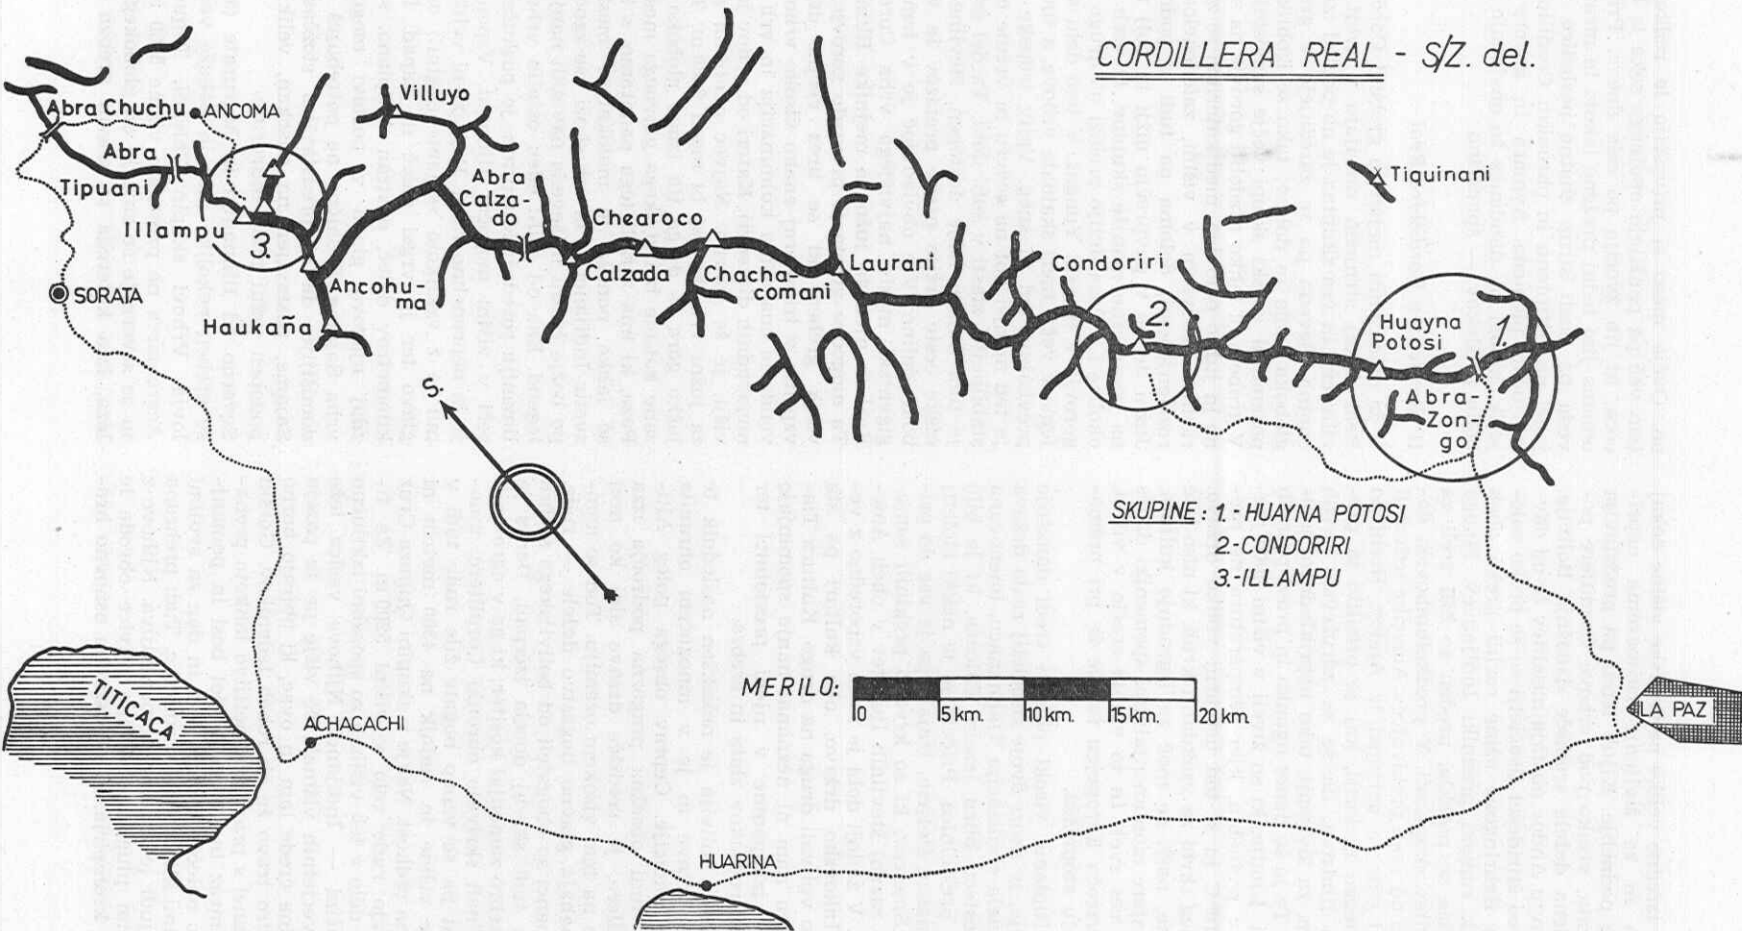 CORDILLERA REAL - S/Z. del.
Abra Chuchu
ANCOMA
Villuyo
Abra
Tipuani
Illampu
3.
Abra
Calza-
do
Chearoco
Calzada
Chacha-
comani
Laurani
Condoriri
2.
Tiquinani
Huayna
Potosi
1.
Abra-
Zon-
go
SORATA
Ancohu-
ma
Haukaña
S.
SKUPINE: 1.-HUAYNA POTOSI
2.-CONDORIRI
3.-ILLAMPU
MERILO:
0 5 km. 10 km. 15 km. 20 km.
TITICACA
ACHACACHI
HUARINA
LA PAZ